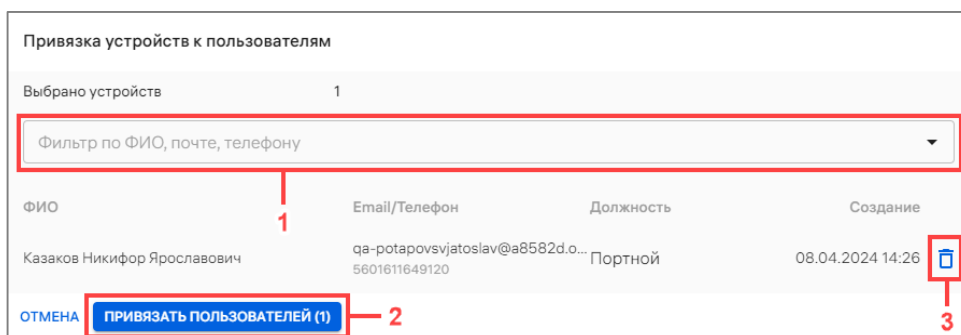 Привязка устройств к пользователям
Выбрано устройств 1
Фильтр по ФИО, почте, телефону
1
ФИО Email/Телефон Должность Создание
Казаков Никифор Ярославович qa-potapovsvjatoslav@a8582d.o... Портной 08.04.2024 14:26
5601611649120
ОТМЕНА ПРИВЯЗАТЬ ПОЛЬЗОВАТЕЛЕЙ (1) 2 3